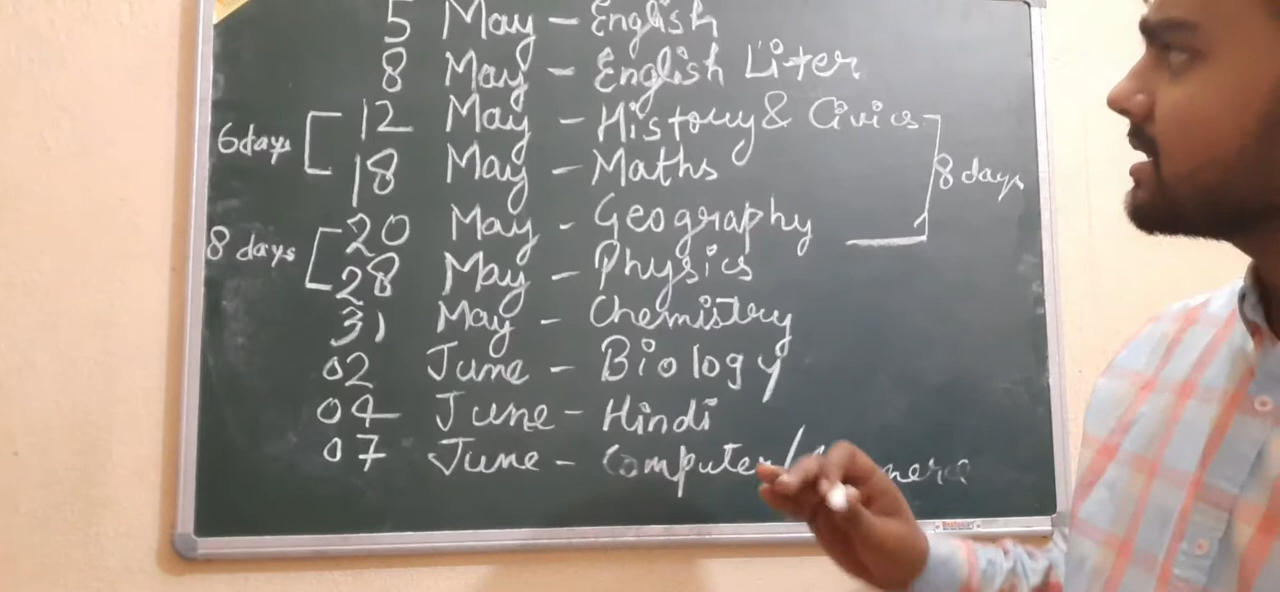 5 May - English
8 May - English Liter
12 May - History & Civics
6 days
18 May - Maths
8 days
20 May - Geography
8 days
28 May - Physics
31 May - Chemistry
02 June - Biology
04 June - Hindi
07 June - Computer/